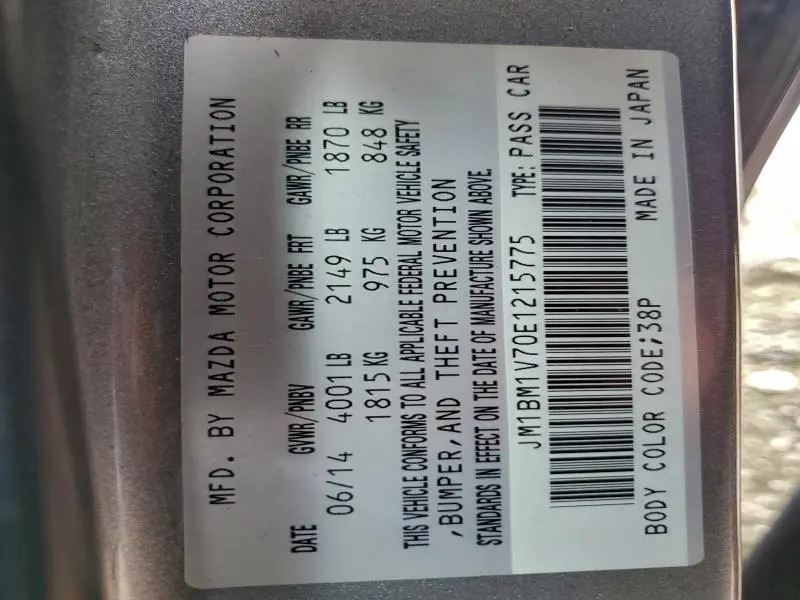 MFD. BY MAZDA MOTOR CORPORATION
DATE GVWR/PNBV GAWR/PNBE FRT GAWR/PNBE RR
06/14 4001 LB 2149 LB 1870 LB
1815 KG 975 KG 848 KG
THIS VEHICLE CONFORMS TO ALL APPLICABLE FEDERAL MOTOR VEHICLE SAFETY
,BUMPER, AND THEFT PREVENTION
STANDARDS IN EFFECT ON THE DATE OF MANUFACTURE SHOWN ABOVE.
JM1BM1V70E1215775 TYPE: PASS CAR
BODY COLOR CODE;38P MADE IN JAPAN